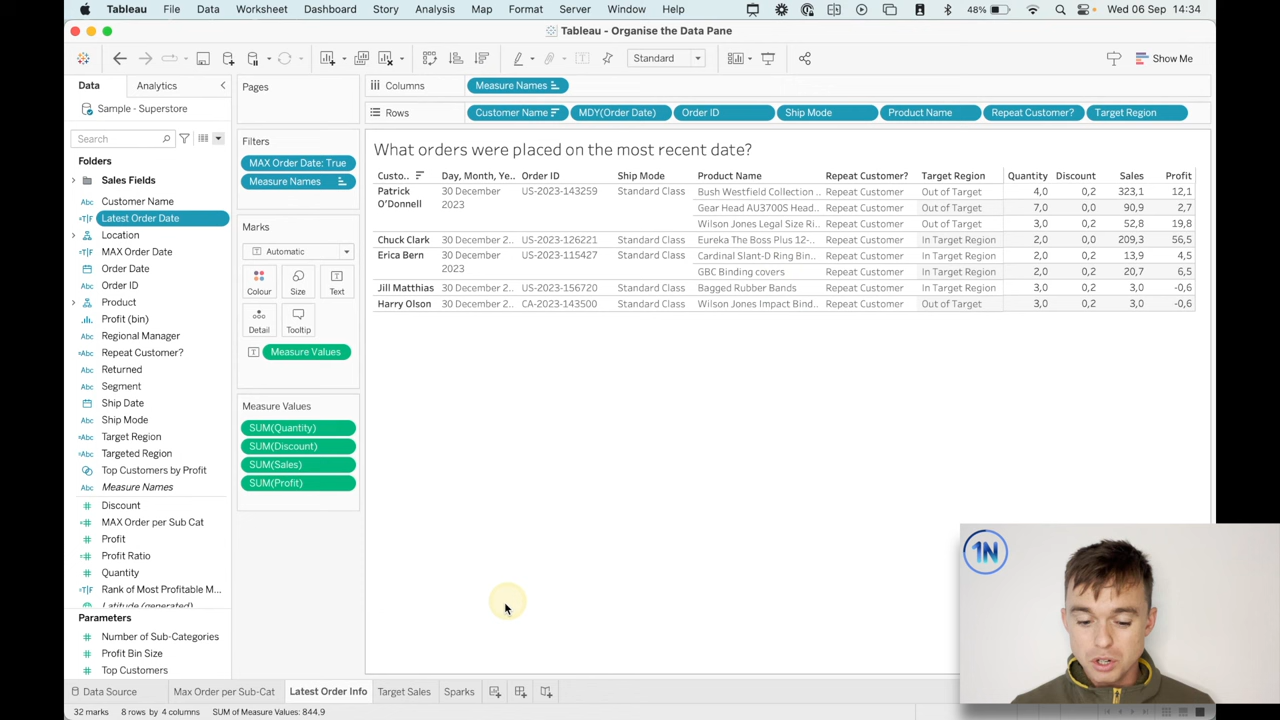 Tableau File Data Worksheet Dashboard Story Analysis Map Format Server Window Help 48% Wed 06 Sep 14:34
Tableau - Organise the Data Pane
Standard Show Me
Data Analytics
Sample - Superstore
Search
Folders
Sales Fields
Abc Customer Name
=T|F Latest Order Date
Location
=T|F MAX Order Date
Order Date
Abc Order ID
Product
Profit (bin)
Abc Regional Manager
=Abc Repeat Customer?
Abc Returned
Abc Segment
Ship Date
Abc Ship Mode
=Abc Target Region
=Abc Targeted Region
Top Customers by Profit
Abc Measure Names
# Discount
=# MAX Order per Sub Cat
# Profit
=# Profit Ratio
# Quantity
=T|F Rank of Most Profitable M...
Latitude (generated)
Parameters
# Number of Sub-Categories
# Profit Bin Size
# Top Customers
Pages
Filters
MAX Order Date: True
Measure Names
Marks
Automatic
Colour Size Text
Detail Tooltip
Measure Values
Measure Values
SUM(Quantity)
SUM(Discount)
SUM(Sales)
SUM(Profit)
Columns Measure Names
Rows Customer Name MDY(Order Date) Order ID Ship Mode Product Name Repeat Customer? Target Region
What orders were placed on the most recent date?
Custo.. Day, Month, Ye.. Order ID Ship Mode Product Name Repeat Customer? Target Region Quantity Discount Sales Profit
Patrick O'Donnell 30 December 2023 US-2023-143259 Standard Class Bush Westfield Collection .. Repeat Customer Out of Target 4,0 0,2 323,1 12,1
Gear Head AU3700S Head.. Repeat Customer Out of Target 7,0 0,0 90,9 2,7
Wilson Jones Legal Size Ri.. Repeat Customer Out of Target 3,0 0,2 52,8 19,8
Chuck Clark 30 December 2.. US-2023-126221 Standard Class Eureka The Boss Plus 12-.. Repeat Customer In Target Region 2,0 0,0 209,3 56,5
Erica Bern 30 December 2023 US-2023-115427 Standard Class Cardinal Slant-D Ring Bin.. Repeat Customer In Target Region 2,0 0,2 13,9 4,5
GBC Binding covers Repeat Customer In Target Region 2,0 0,2 20,7 6,5
Jill Matthias 30 December 2.. US-2023-156720 Standard Class Bagged Rubber Bands Repeat Customer In Target Region 3,0 0,2 3,0 -0,6
Harry Olson 30 December 2.. CA-2023-143500 Standard Class Wilson Jones Impact Bind.. Repeat Customer Out of Target 3,0 0,2 3,0 -0,6
1N
Data Source Max Order per Sub-Cat Latest Order Info Target Sales Sparks
32 marks 8 rows by 4 columns SUM of Measure Values: 844,9